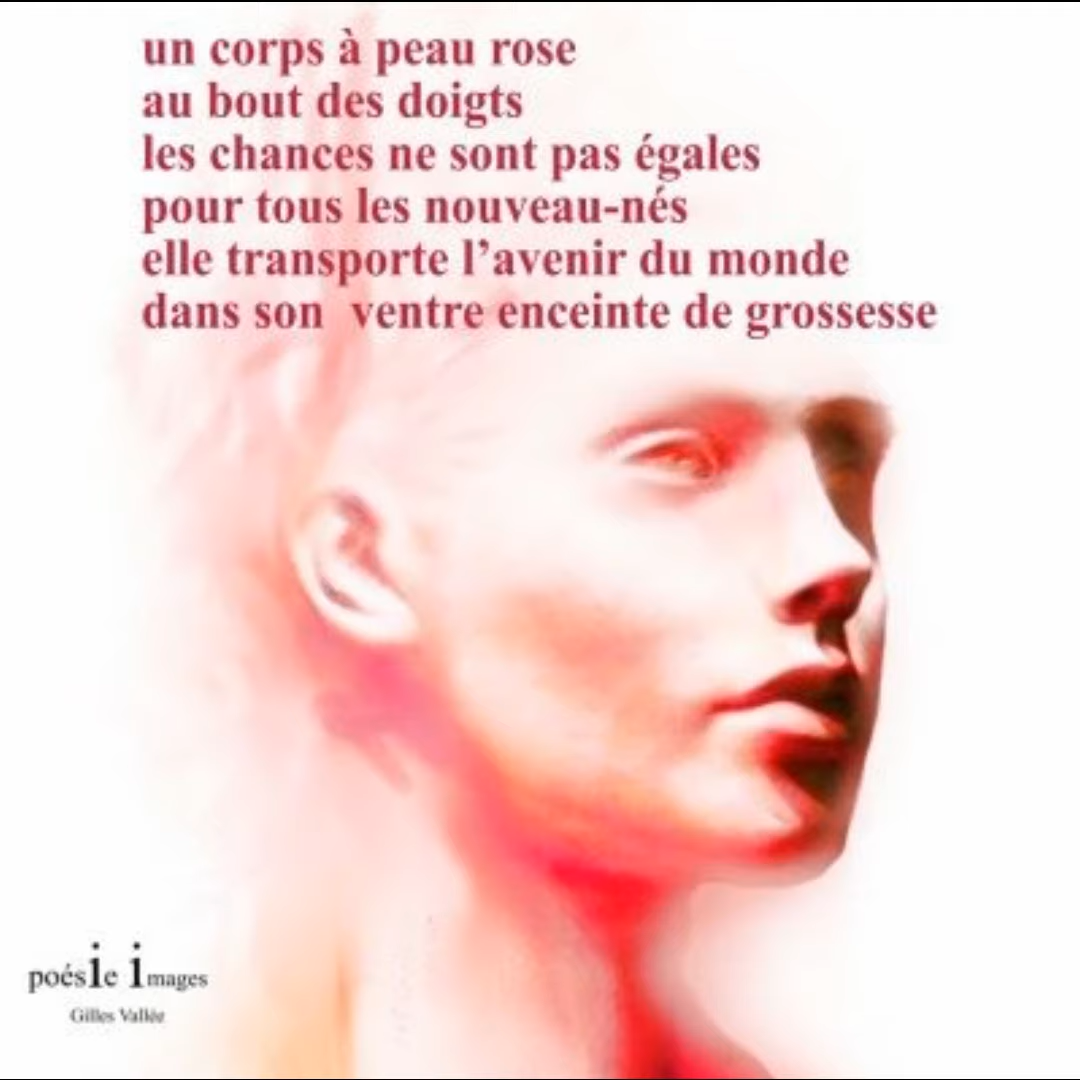 un corps à peau rose
au bout des doigts
les chances ne sont pas égales
pour tous les nouveau-nés
elle transporte l’avenir du monde
dans son ventre enceinte de grossesse
poésie images
Gilles Vallée